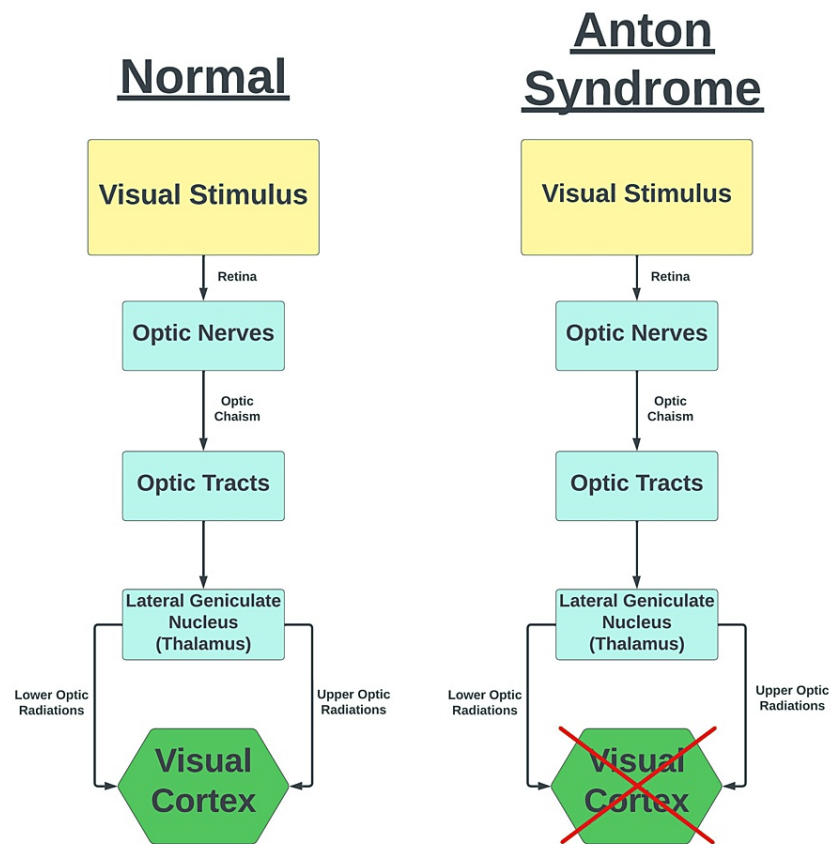 Normal
Visual Stimulus
Retina
Optic Nerves
Optic
Chaism
Optic Tracts
Lateral Geniculate
Nucleus
(Thalamus)
Lower Optic
Radiations
Upper Optic
Radiations
Visual
Cortex
Anton
Syndrome
Visual Stimulus
Retina
Optic Nerves
Optic
Chaism
Optic Tracts
Lateral Geniculate
Nucleus
(Thalamus)
Lower Optic
Radiations
Upper Optic
Radiations
Visual
Cortex